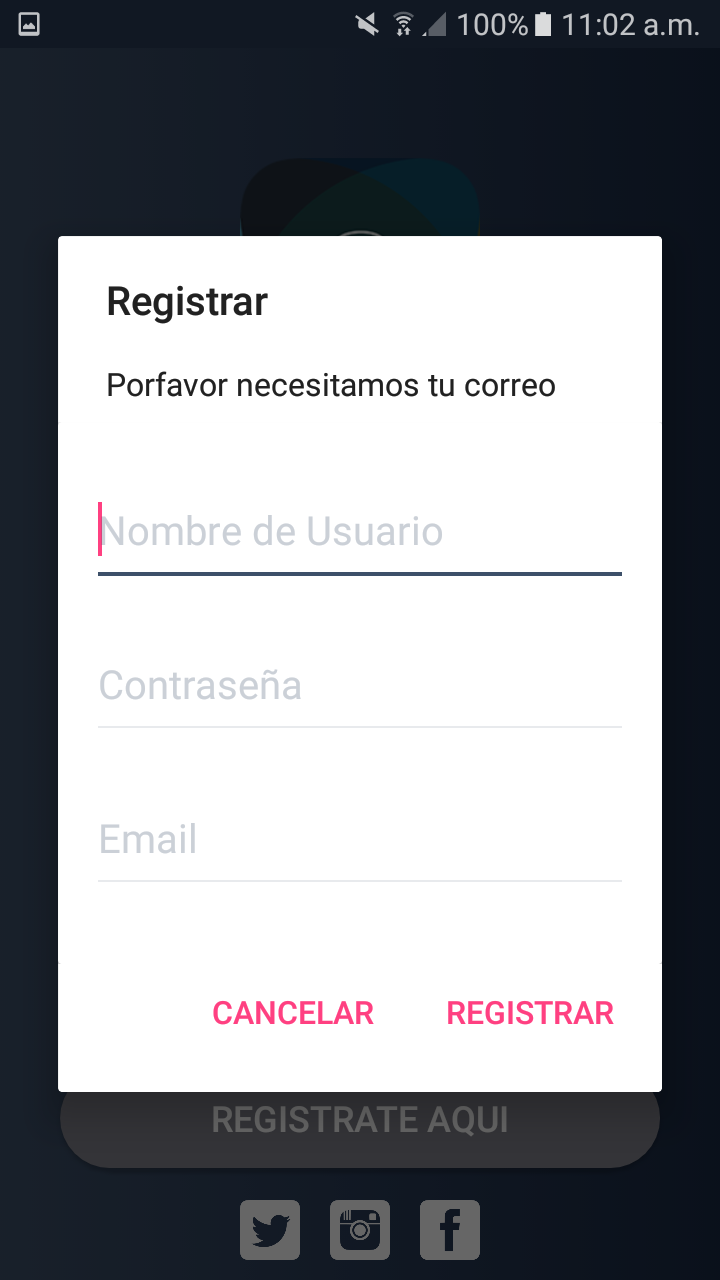 100% 11:02 a.m.
Registrar
Porfavor necesitamos tu correo
Nombre de Usuario
Contraseña
Email
CANCELAR REGISTRAR
REGISTRATE AQUI